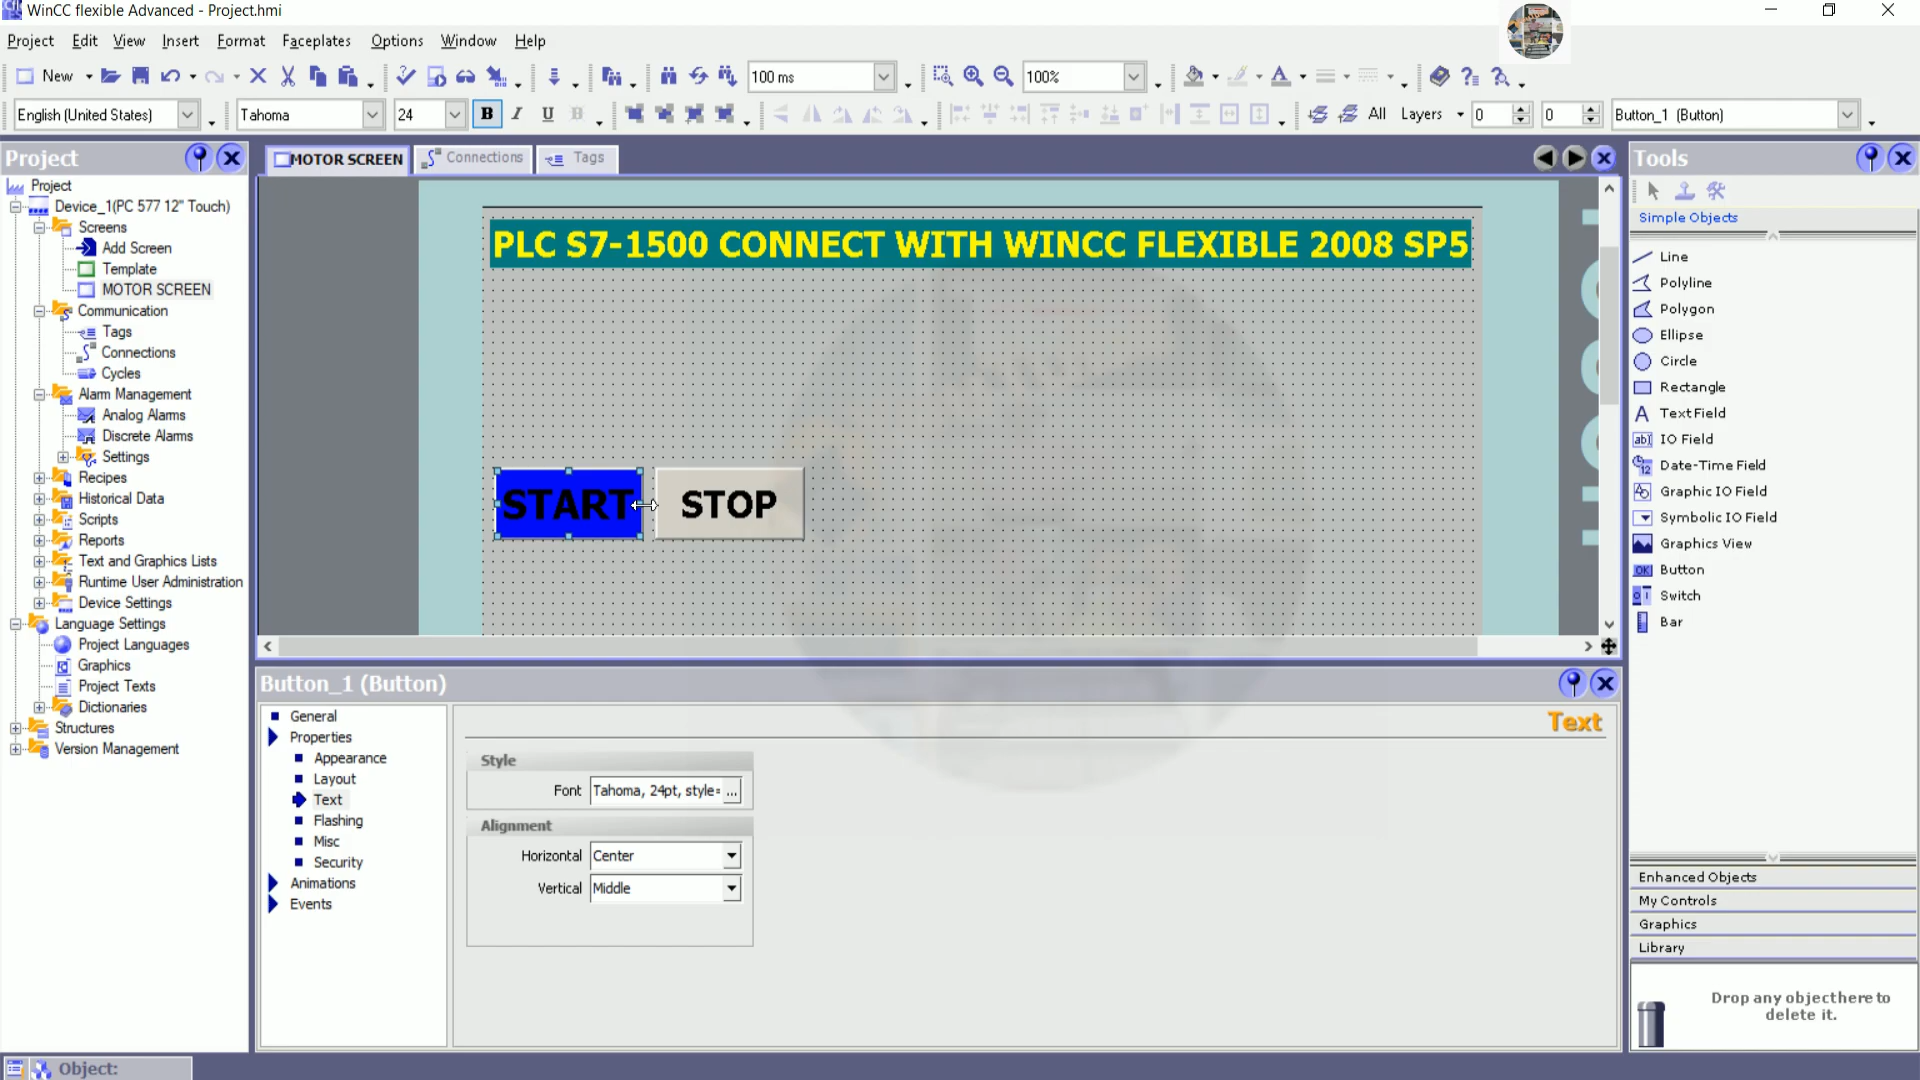 WinCC flexible Advanced - Project.hmi
Project Edit View Insert Format Faceplates Options Window Help
New 100 ms 100%
English (United States) Tahoma 24 B I U B All Layers 0 0 Button_1 (Button)
Project
Project
Device_1(PC 577 12" Touch)
Screens
Add Screen
Template
MOTOR SCREEN
Communication
Tags
Connections
Cycles
Alarm Management
Analog Alarms
Discrete Alarms
Settings
Recipes
Historical Data
Scripts
Reports
Text and Graphics Lists
Runtime User Administration
Device Settings
Language Settings
Project Languages
Graphics
Project Texts
Dictionaries
Structures
Version Management
MOTOR SCREEN Connections Tags
PLC S7-1500 CONNECT WITH WINCC FLEXIBLE 2008 SP5
START STOP
Button_1 (Button)
General
Properties
Appearance
Layout
Text
Flashing
Misc
Security
Animations
Events
Text
Style
Font Tahoma, 24pt, style= ...
Alignment
Horizontal Center
Vertical Middle
Tools
Simple Objects
Line
Polyline
Polygon
Ellipse
Circle
Rectangle
TextField
IO Field
Date-Time Field
Graphic IO Field
Symbolic IO Field
Graphics View
Button
Switch
Bar
Enhanced Objects
My Controls
Graphics
Library
Drop any objecthere to
delete it.
Object: